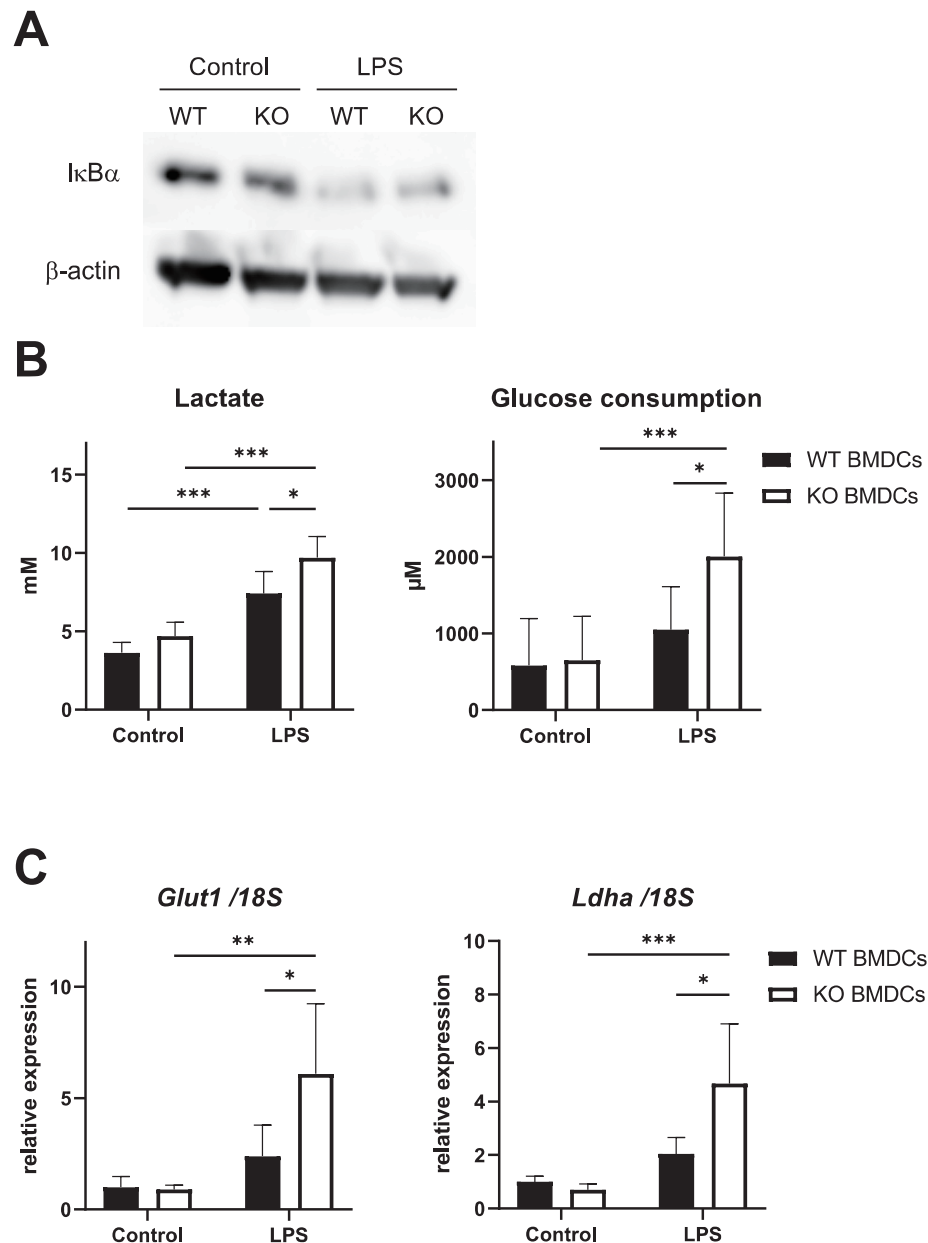 A
Control LPS
WT KO WT KO
IκBα
β-actin
B
Lactate
mM
15
10
5
0
***
***
*
Control LPS
Glucose consumption
µM
3000
2000
1000
0
***
*
Control LPS
WT BMDCs
KO BMDCs
C
Glut1 /18S
relative expression
10
5
0
**
*
Control LPS
Ldha /18S
relative expression
10
8
6
4
2
0
***
*
Control LPS
WT BMDCs
KO BMDCs